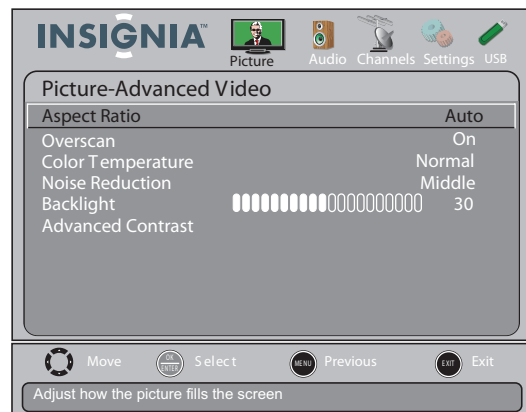 INSIGNIA™
Picture Audio Channels Settings USB
Picture-Advanced Video
Aspect Ratio Auto
Overscan On
Color Temperature Normal
Noise Reduction Middle
Backlight 30
Advanced Contrast
Move OK ENTER Select MENU Previous EXIT Exit
Adjust how the picture fills the screen